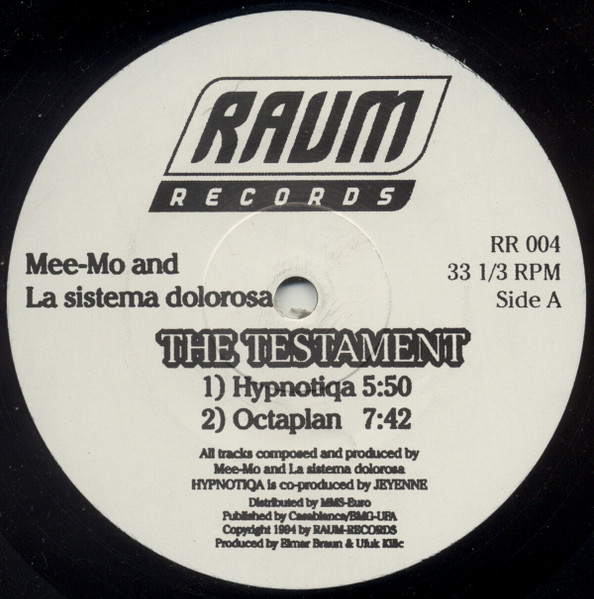 RAUM
RECORDS
Mee-Mo and
La sistema dolorosa
RR 004
33 1/3 RPM
Side A
THE TESTAMENT
1) Hypnotiqa 5:50
2) Octaplan 7:42
All tracks composed and produced by
Mee-Mo and La sistema dolorosa
HYPNOTIQA is co-produced by JEYENNE
Distributed by MMS-Euro
Published by Casablanca/BMG-UFA
Copyright 1994 by RAUM-RECORDS
Produced by Elmar Braun & Ufuk Kilic